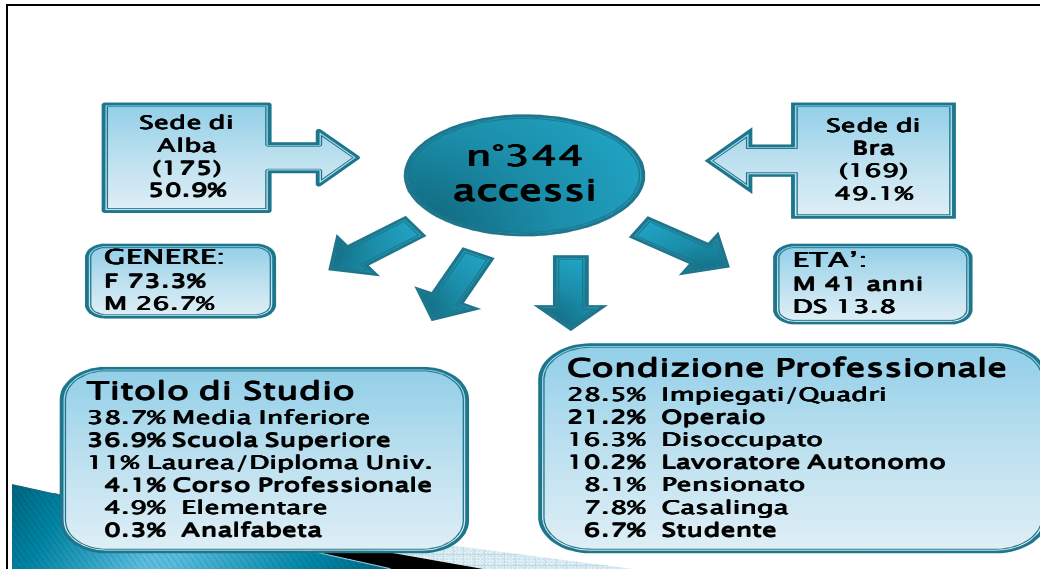 Sede di
Alba
(175)
50.9%
n°344
accessi
Sede di
Bra
(169)
49.1%
GENERE:
F 73.3%
M 26.7%
ETA':
M 41 anni
DS 13.8
Titolo di Studio
38.7% Media Inferiore
36.9% Scuola Superiore
11% Laurea/Diploma Univ.
4.1% Corso Professionale
4.9% Elementare
0.3% Analfabeta
Condizione Professionale
28.5% Impiegati/Quadri
21.2% Operaio
16.3% Disoccupato
10.2% Lavoratore Autonomo
8.1% Pensionato
7.8% Casalinga
6.7% Studente